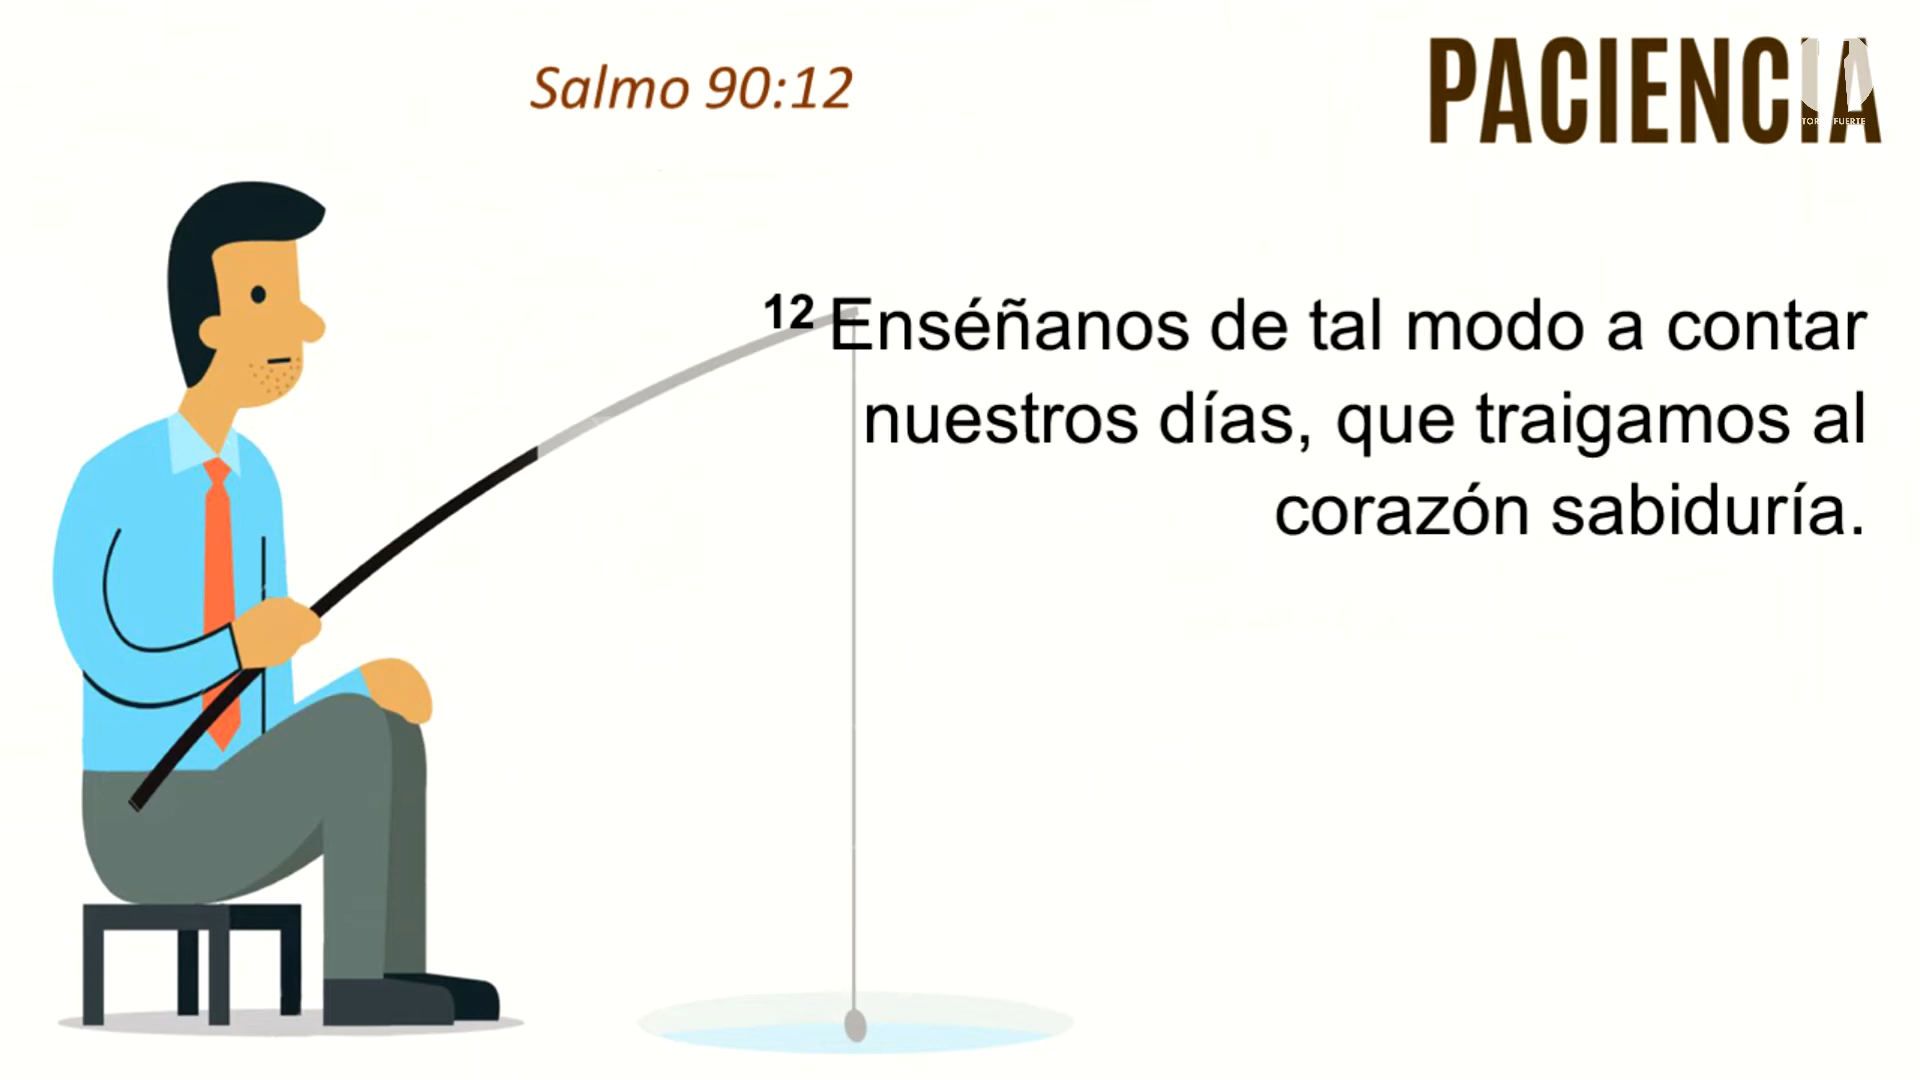 Salmo 90:12
PACIENCIA
12 Enséñanos de tal modo a contar
nuestros días, que traigamos al
corazón sabiduría.